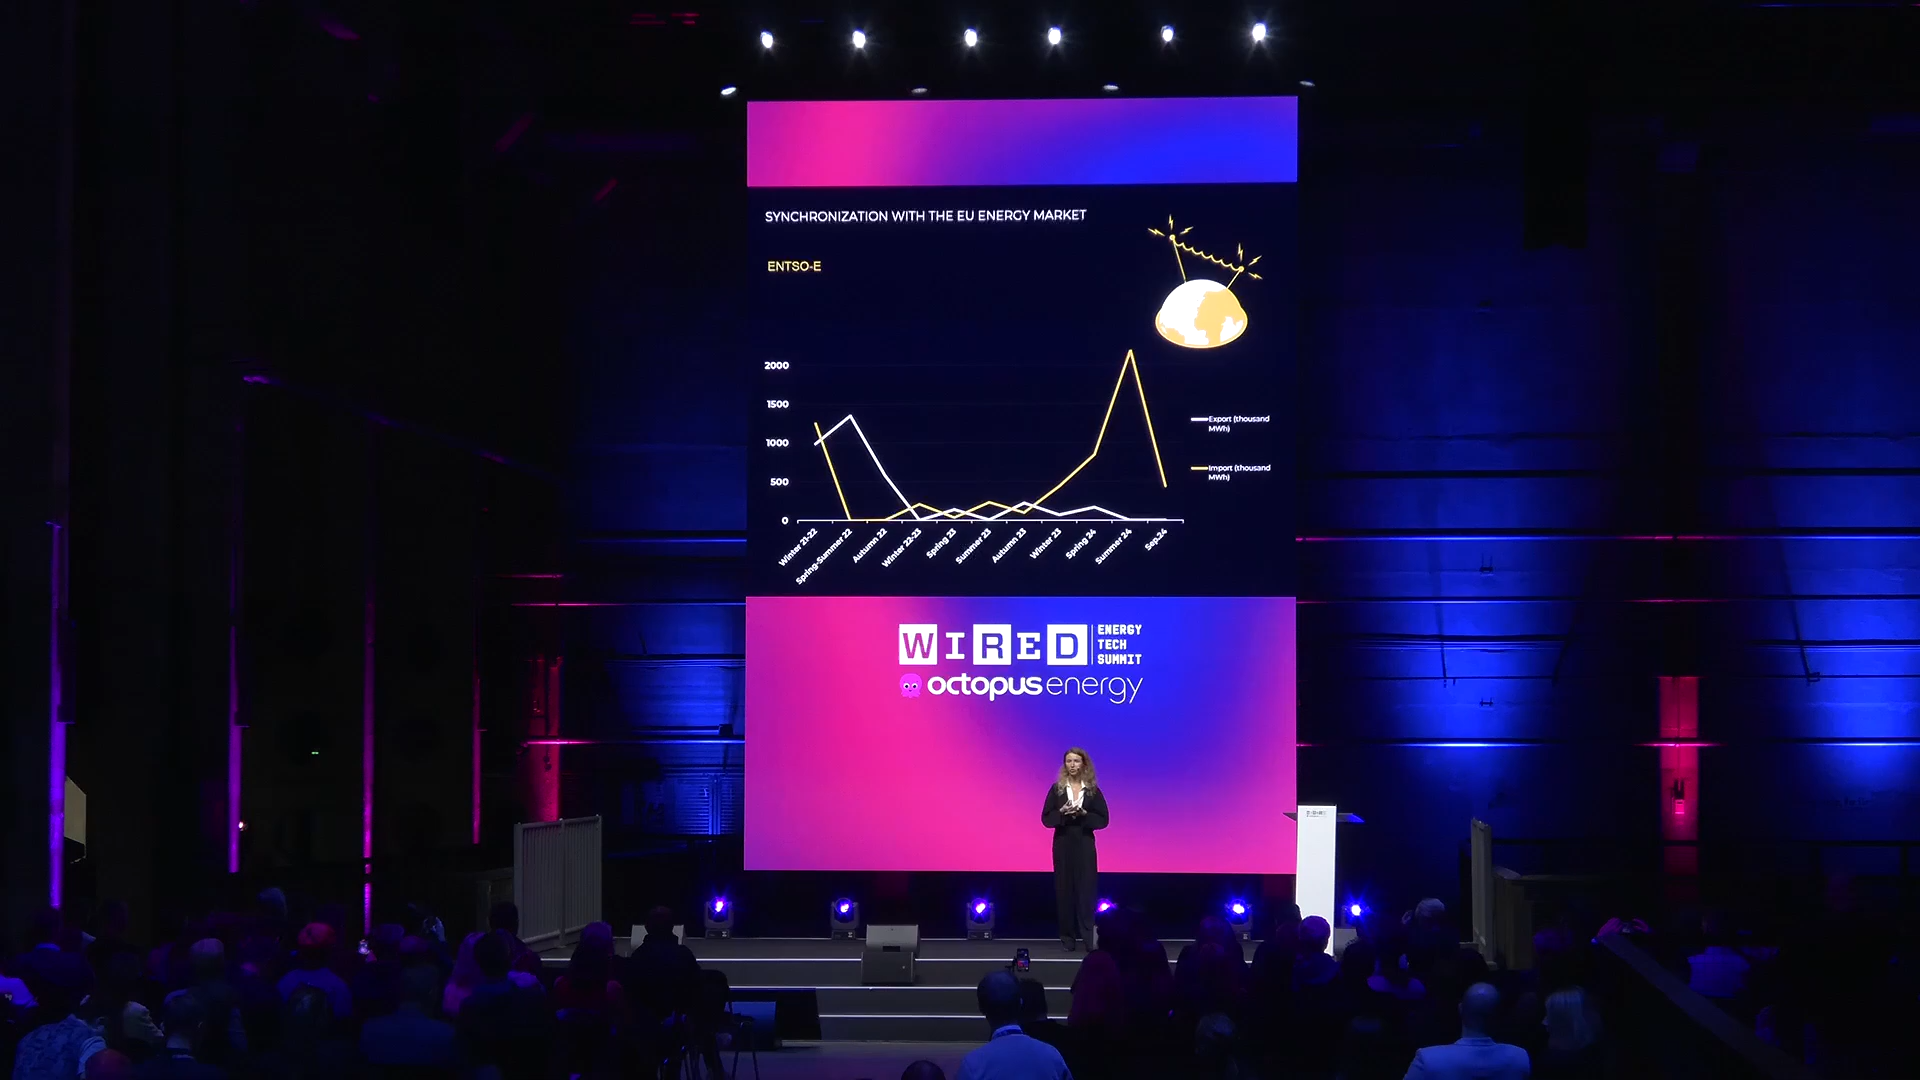 SYNCHRONIZATION WITH THE EU ENERGY MARKET
ENTSO-E
2000
1500
1000
500
0
Winter 21-22
Spring-Summer 22
Autumn 22
Winter 22-23
Spring 23
Summer 23
Autumn 23
Winter 23
Spring 24
Summer 24
Sep.24
Export (thousand
MWh)
Import (thousand
MWh)
WIRED
ENERGY
TECH
SUMMIT
octopus energy